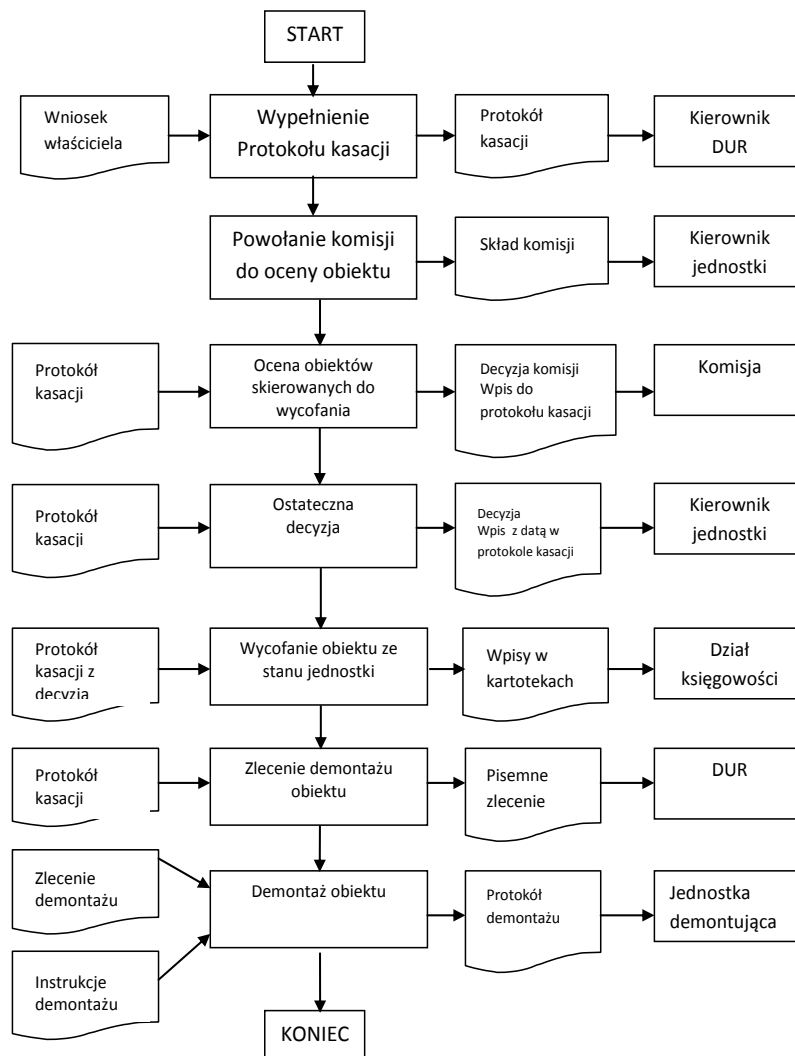 START
Wniosek
właściciela
Wypełnienie
Protokołu kasacji
Protokół
kasacji
Kierownik
DUR
Powołanie komisji
do oceny obiektu
Skład komisji
Kierownik
jednostki
Protokół
kasacji
Ocena obiektów
skierowanych do
wycofania
Decyzja komisji
Wpis do
protokołu kasacji
Komisja
Protokół
kasacji
Ostateczna
decyzja
Decyzja
Wpis z datą w
protokole kasacji
Kierownik
jednostki
Protokół
kasacji z
decyzją
Wycofanie obiektu ze
stanu jednostki
Wpisy w
kartotekach
Dział
księgowości
Protokół
kasacji
Zlecenie demontażu
obiektu
Pisemne
zlecenie
DUR
Zlecenie
demontażu
Instrukcje
demontażu
Demontaż obiektu
Protokół
demontażu
Jednostka
demontująca
KONIEC